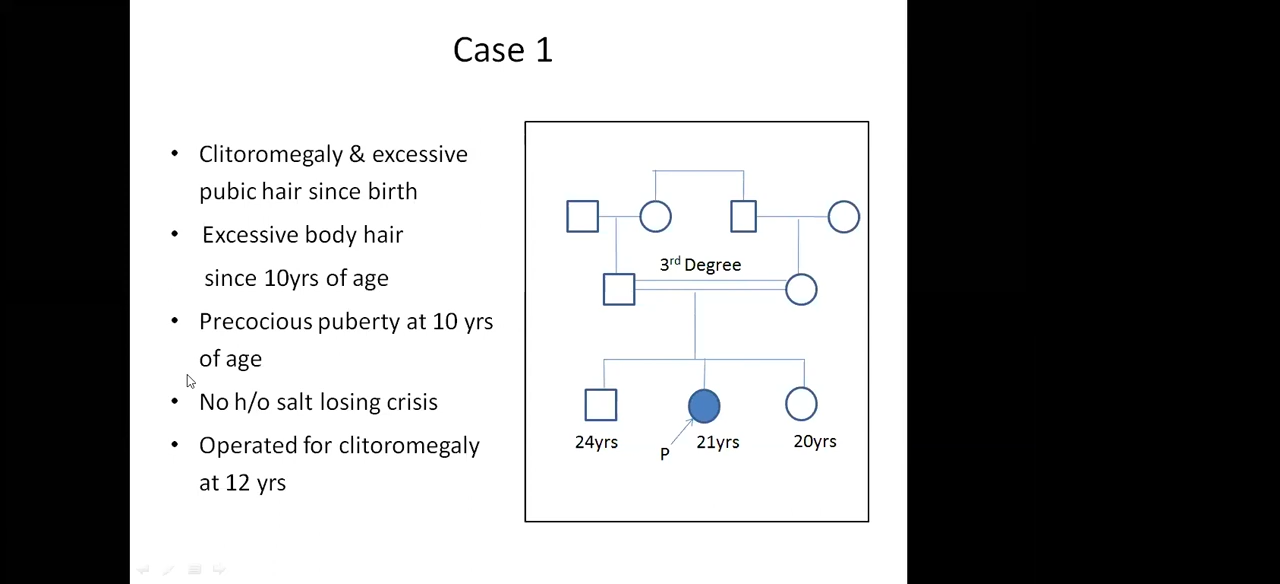 Case 1
• Clitoromegaly & excessive
pubic hair since birth
• Excessive body hair
since 10yrs of age
• Precocious puberty at 10 yrs
of age
• No h/o salt losing crisis
• Operated for clitoromegaly
at 12 yrs
3rd Degree
24yrs
P
21yrs
20yrs